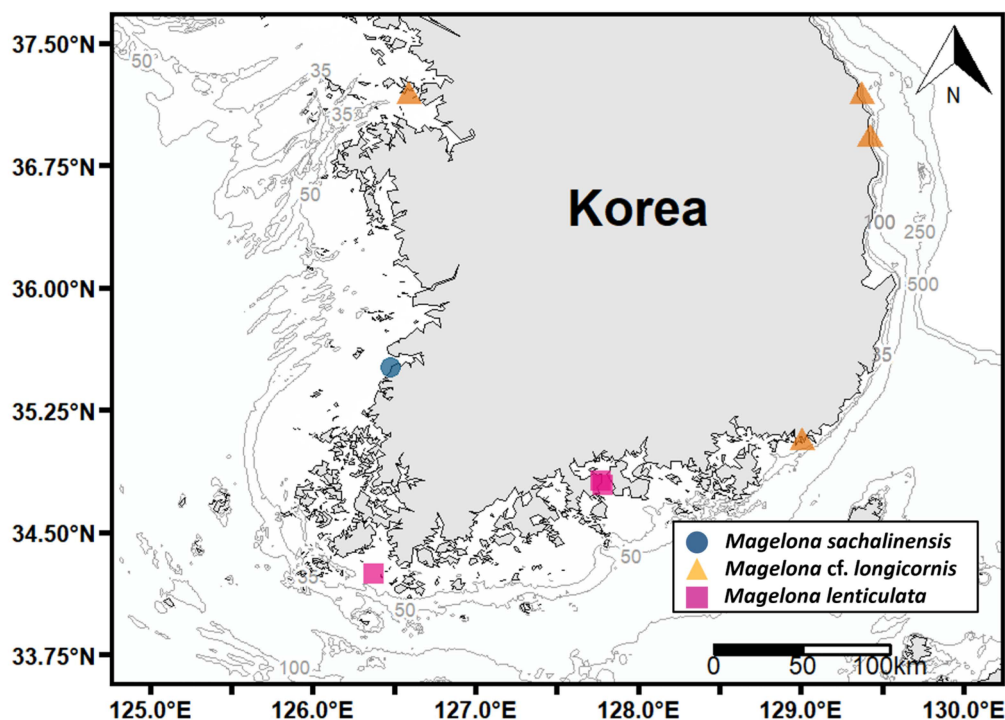 37.50°N
36.75°N
36.00°N
35.25°N
34.50°N
33.75°N
50
35
35
50
N
Korea
100
250
500
35
50
35
50
100
Magelona sachalinensis
Magelona cf. longicornis
Magelona lenticulata
0 50 100km
125.0°E 126.0°E 127.0°E 128.0°E 129.0°E 130.0°E